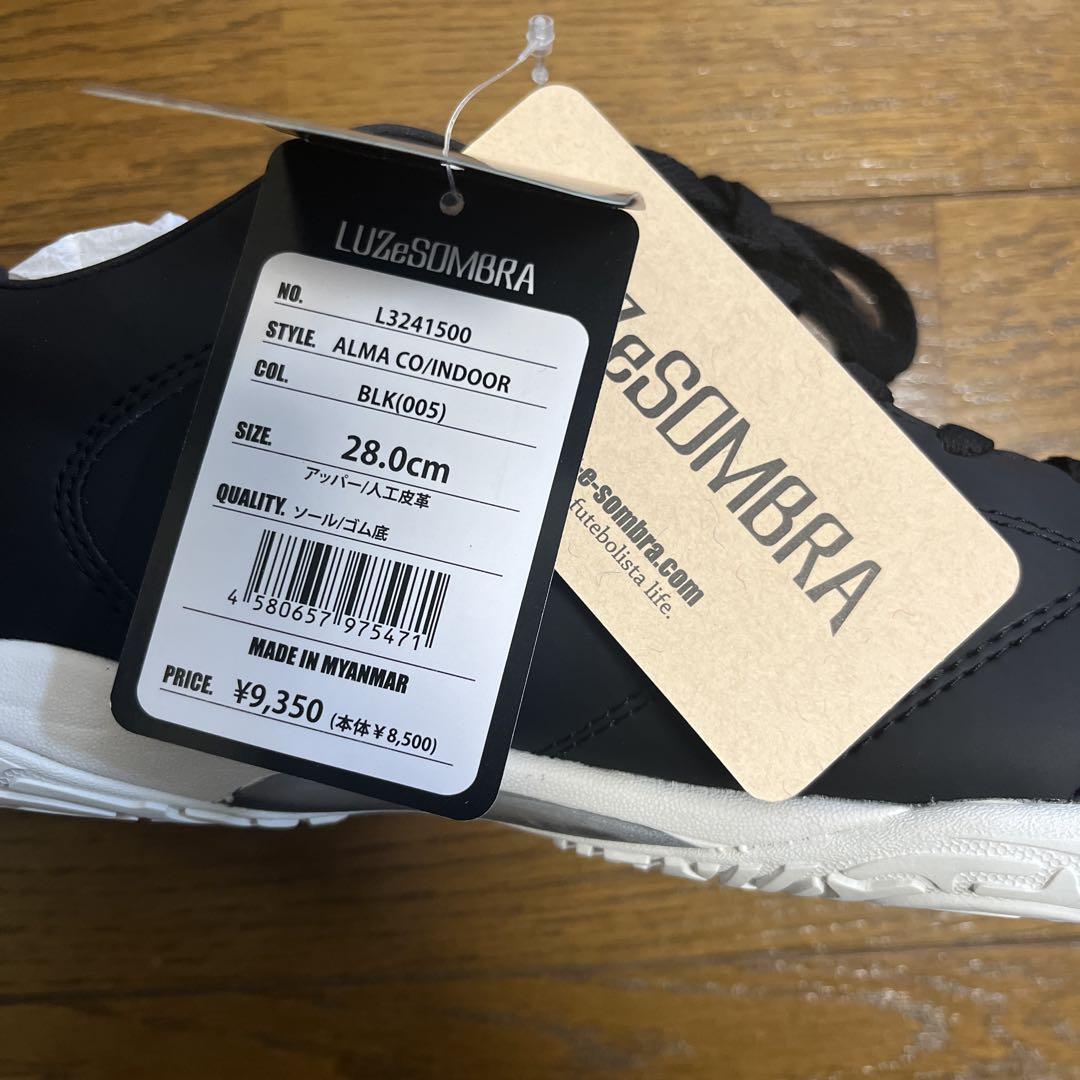 LUZeSOMBRA
NO. L3241500
STYLE. ALMA CO/INDOOR
COL. BLK(005)
SIZE. 28.0cm
アッパー/人工皮革
QUALITY. ソール/ゴム底
4 580657 975471
MADE IN MYANMAR
PRICE. ¥9,350 (本体¥8,500)
ZeSOMBRA
e-sombra.com
futebolista life.